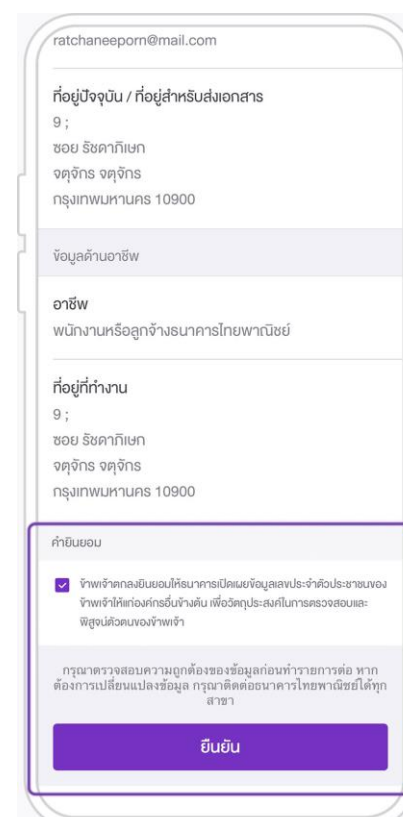 ratchaneeporn@mail.com
ที่อยู่ปัจจุบัน / ที่อยู่สำหรับส่งเอกสาร
9 ;
ซอย รัชดาภิเษก
จตุจักร จตุจักร
กรุงเทพมหานคร 10900
ข้อมูลด้านอาชีพ
อาชีพ
พนักงานหรือลูกจ้างธนาคารไทยพาณิชย์
ที่อยู่ที่ทำงาน
9 ;
ซอย รัชดาภิเษก
จตุจักร จตุจักร
กรุงเทพมหานคร 10900
คำยินยอม
ข้าพเจ้าตกลงยินยอมให้ธนาคารเปิดเผยข้อมูลเลขประจำตัวประชาชนของ
ข้าพเจ้าให้แก่องค์กรอื่นข้างต้น เพื่อวัตถุประสงค์ในการตรวจสอบและ
พิสูจน์ตัวตนของข้าพเจ้า
กรุณาตรวจสอบความถูกต้องของข้อมูลก่อนทำรายการต่อ หาก
ต้องการเปลี่ยนแปลงข้อมูล กรุณาติดต่อธนาคารไทยพาณิชย์ได้ทุก
สาขา
ยืนยัน